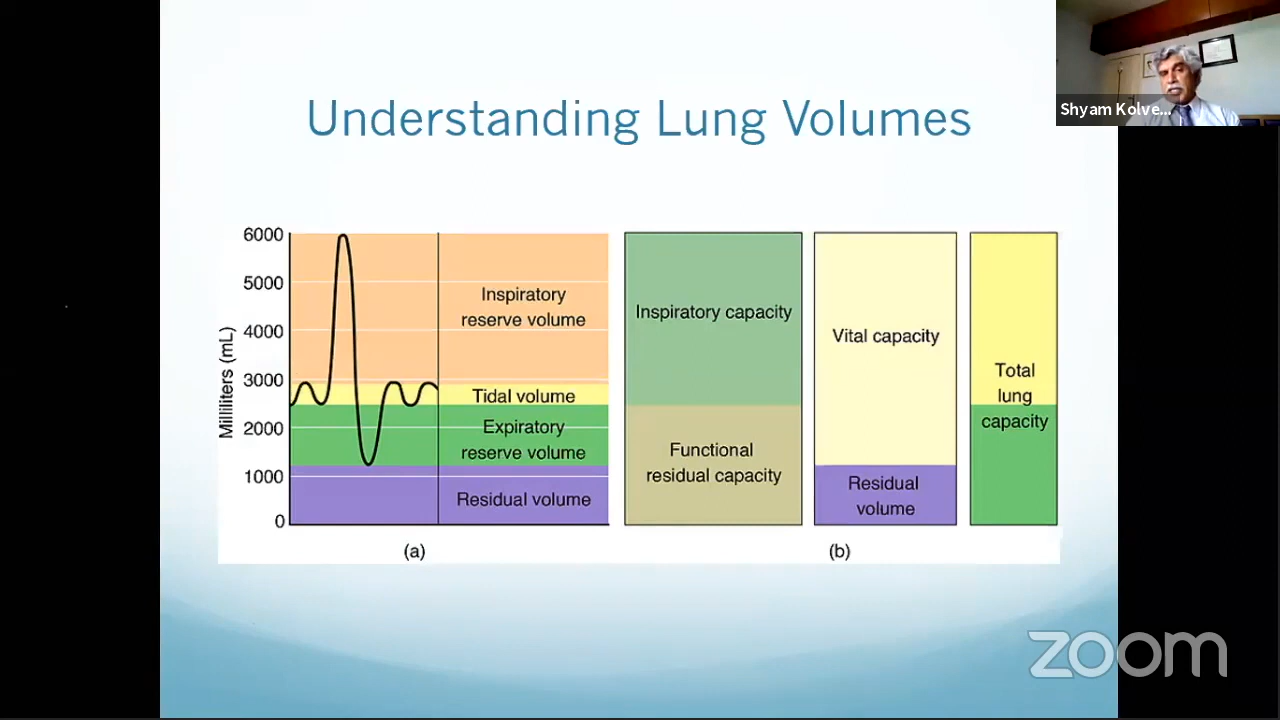 Shyam Kolve...
Understanding Lung Volumes
6000
5000
4000
3000
2000
1000
0
Milliliters (mL)
Inspiratory
reserve volume
Tidal volume
Expiratory
reserve volume
Residual volume
(a)
Inspiratory capacity
Functional
residual capacity
Vital capacity
Residual
volume
Total
lung
capacity
(b)
zoom